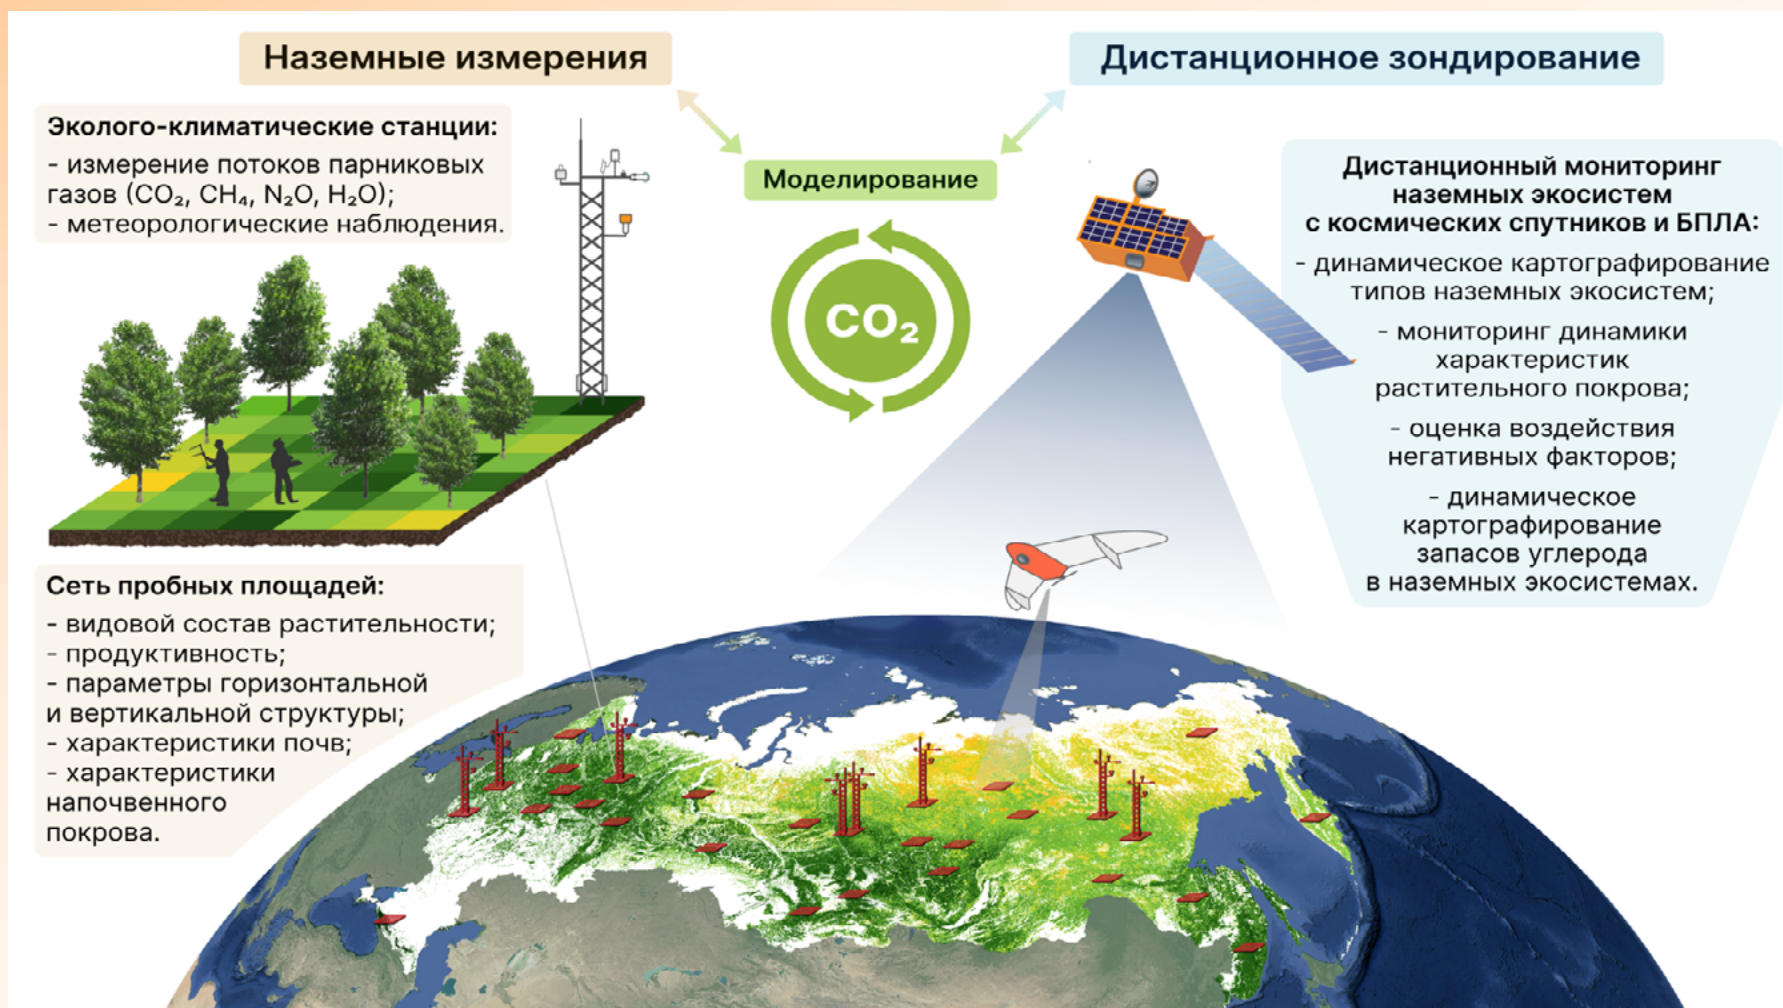 Наземные измерения
Дистанционное зондирование
Эколого-климатические станции:
- измерение потоков парниковых
газов (CO₂, CH₄, N₂O, H₂O);
- метеорологические наблюдения.
Моделирование
CO₂
Дистанционный мониторинг
наземных экосистем
с космических спутников и БПЛА:
- динамическое картографирование
типов наземных экосистем;
- мониторинг динамики
характеристик
растительного покрова;
- оценка воздействия
негативных факторов;
- динамическое
картографирование
запасов углерода
в наземных экосистемах.
Сеть пробных площадей:
- видовой состав растительности;
- продуктивность;
- параметры горизонтальной
и вертикальной структуры;
- характеристики почв;
- характеристики
напочвенного
покрова.